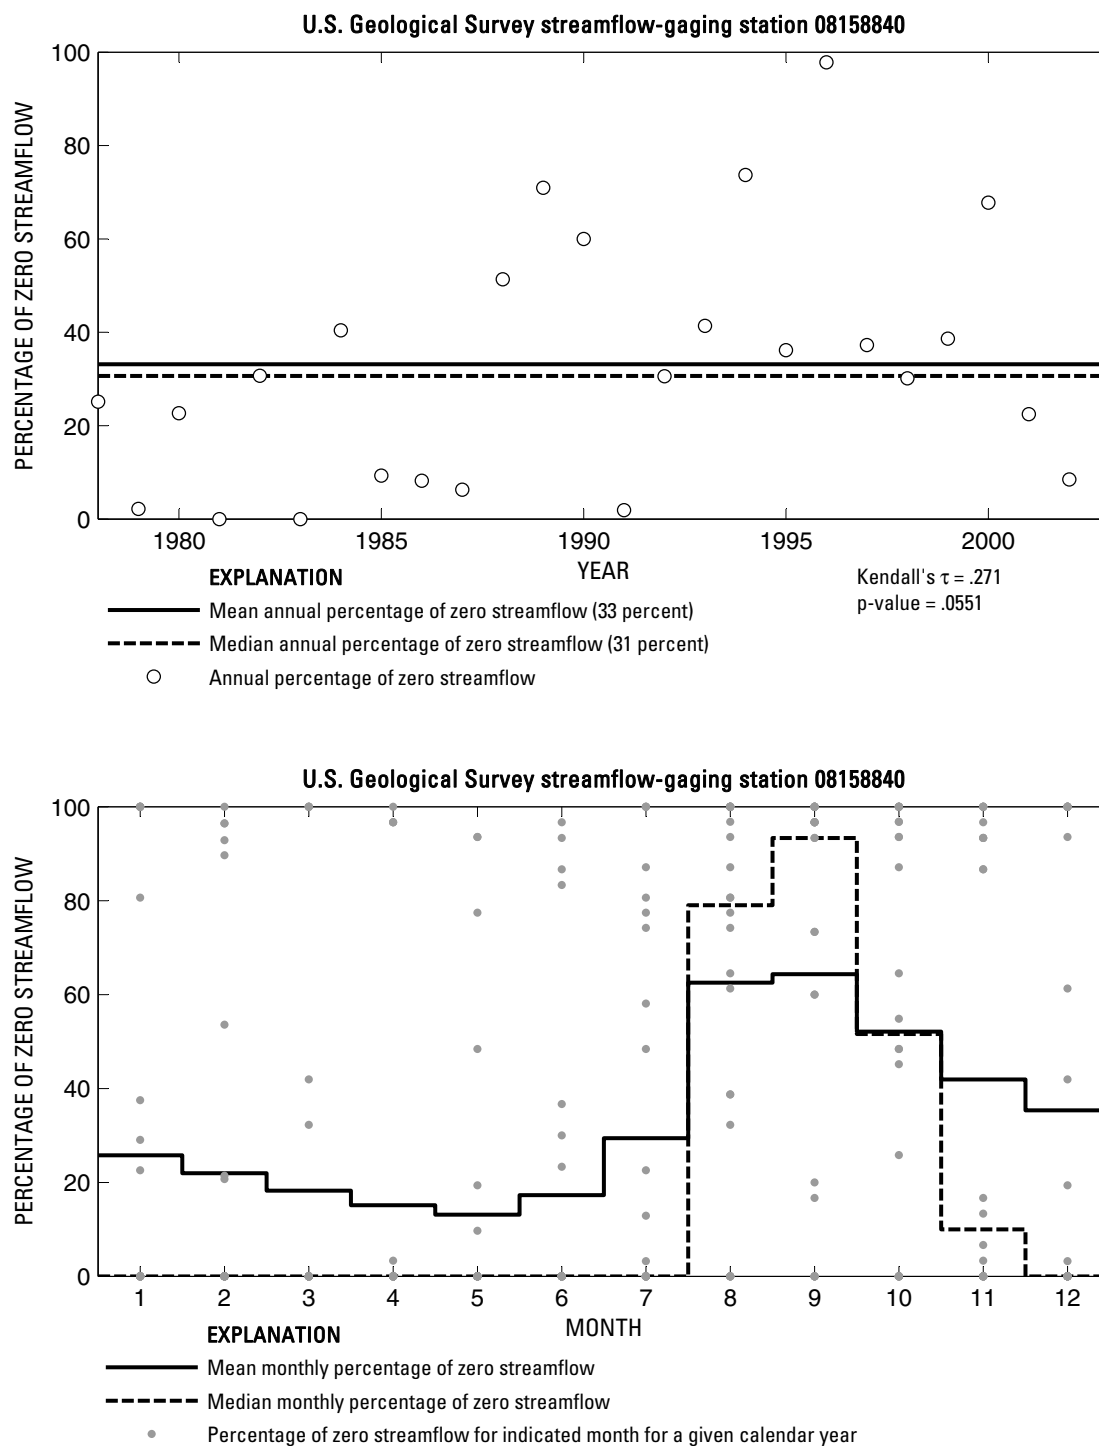 U.S. Geological Survey streamflow-gaging station 08158840
PERCENTAGE OF ZERO STREAMFLOW
100
80
60
40
20
0
1980 1985 1990 1995 2000
YEAR
EXPLANATION
Mean annual percentage of zero streamflow (33 percent)
Median annual percentage of zero streamflow (31 percent)
Annual percentage of zero streamflow
Kendall's τ = .271
p-value = .0551
U.S. Geological Survey streamflow-gaging station 08158840
PERCENTAGE OF ZERO STREAMFLOW
100
80
60
40
20
0
1 2 3 4 5 6 7 8 9 10 11 12
MONTH
EXPLANATION
Mean monthly percentage of zero streamflow
Median monthly percentage of zero streamflow
Percentage of zero streamflow for indicated month for a given calendar year